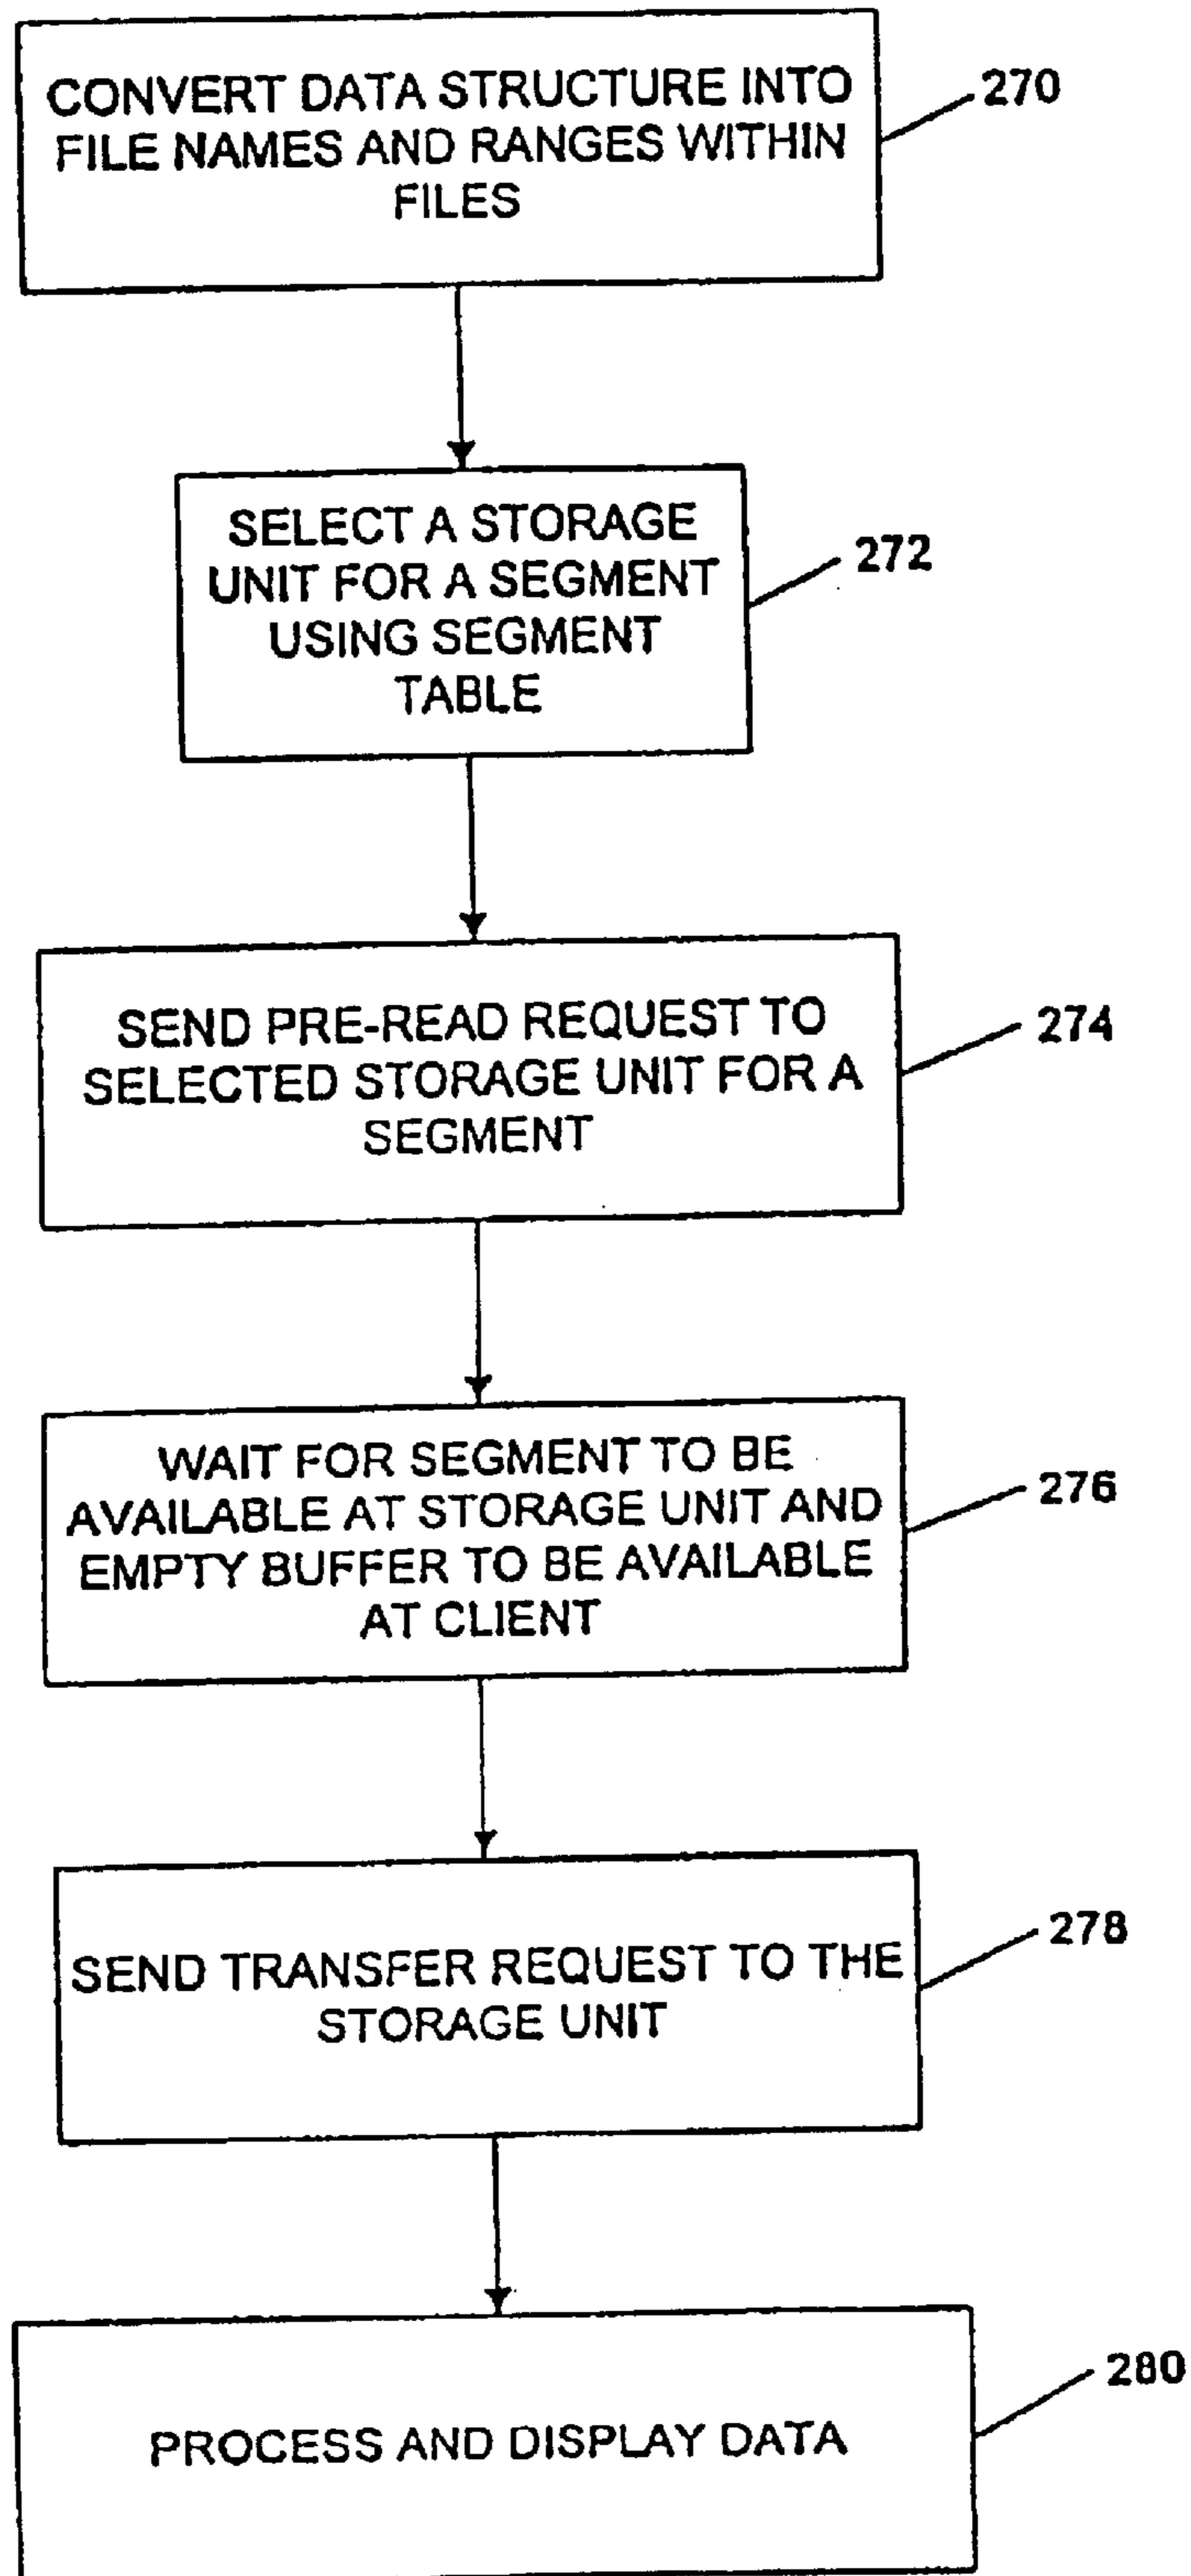 CONVERT DATA STRUCTURE INTO
FILE NAMES AND RANGES WITHIN
FILES
270
SELECT A STORAGE
UNIT FOR A SEGMENT
USING SEGMENT
TABLE
272
SEND PRE-READ REQUEST TO
SELECTED STORAGE UNIT FOR A
SEGMENT
274
WAIT FOR SEGMENT TO BE
AVAILABLE AT STORAGE UNIT AND
EMPTY BUFFER TO BE AVAILABLE
AT CLIENT
276
SEND TRANSFER REQUEST TO THE
STORAGE UNIT
278
PROCESS AND DISPLAY DATA
280